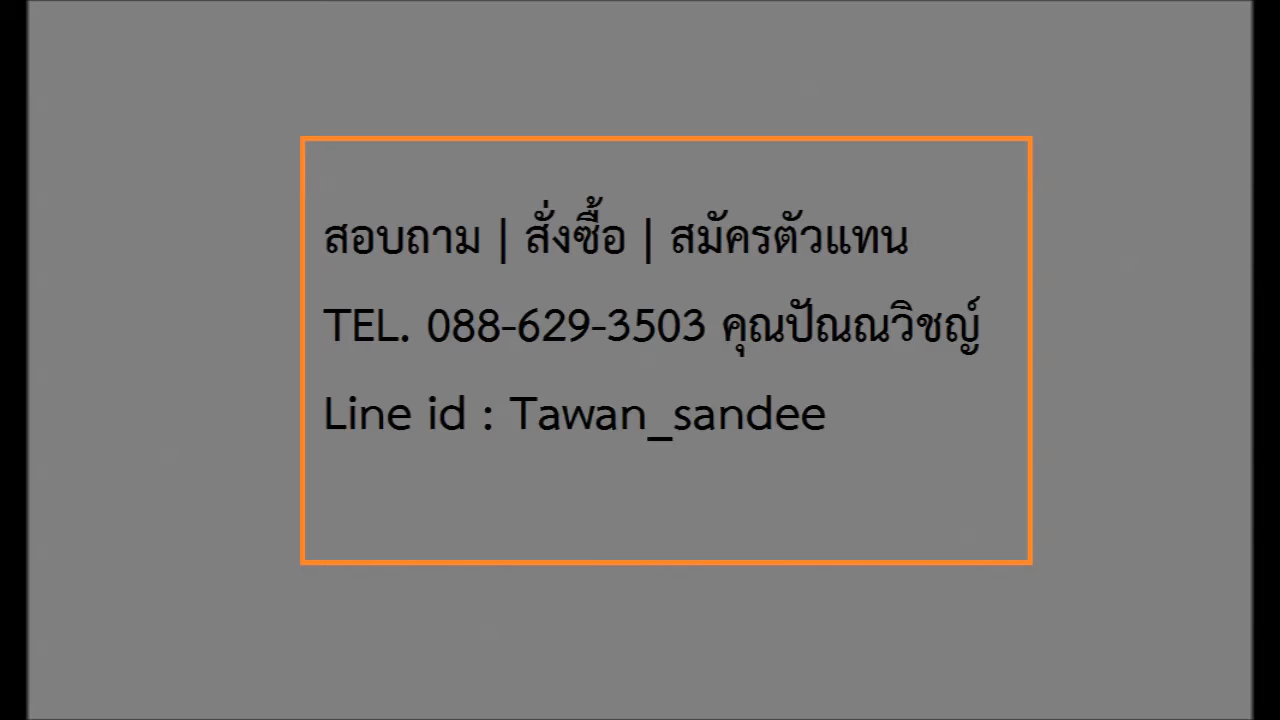 สอบถาม | สั่งซื้อ | สมัครตัวแทน
TEL. 088-629-3503 คุณปัณณวิชญ์
Line id : Tawan_sandee